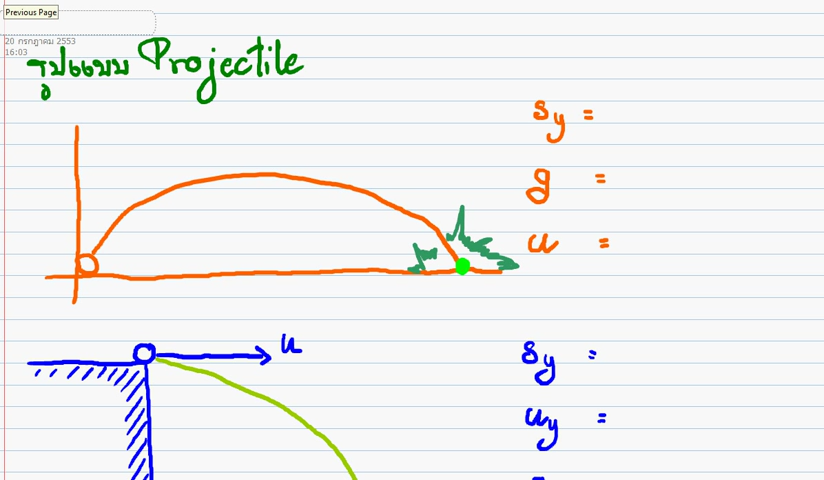 Previous Page
20 กรกฎาคม 2553
16:03
รูปแบบ Projectile
sy =
g =
u =
u
sy =
uy =